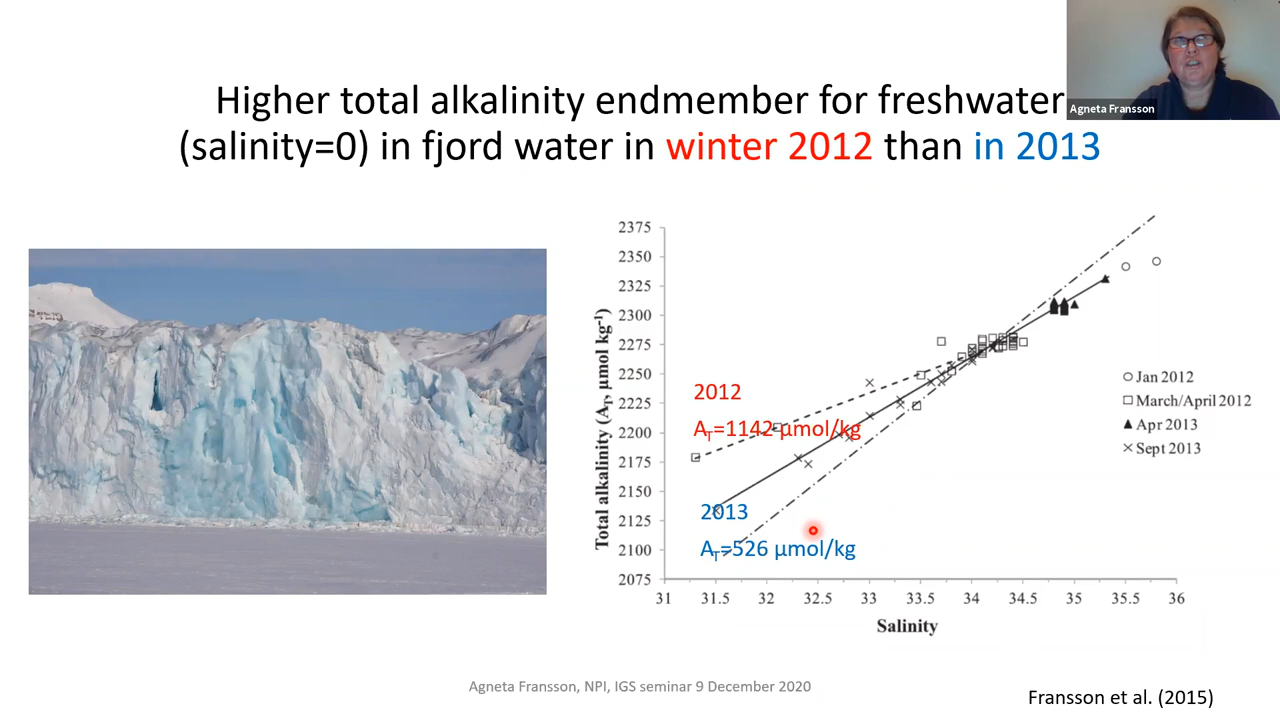 Agneta Fransson
Higher total alkalinity endmember for freshwater
(salinity=0) in fjord water in winter 2012 than in 2013
2375
2350
2325
2300
2275
2250
2225
2200
2175
2150
2125
2100
2075
Total alkalinity (AT, µmol kg-1)
2012
AT=1142 µmol/kg
2013
AT=526 µmol/kg
Jan 2012
March/April 2012
Apr 2013
Sept 2013
31 31.5 32 32.5 33 33.5 34 34.5 35 35.5 36
Salinity
Agneta Fransson, NPI, IGS seminar 9 December 2020
Fransson et al. (2015)